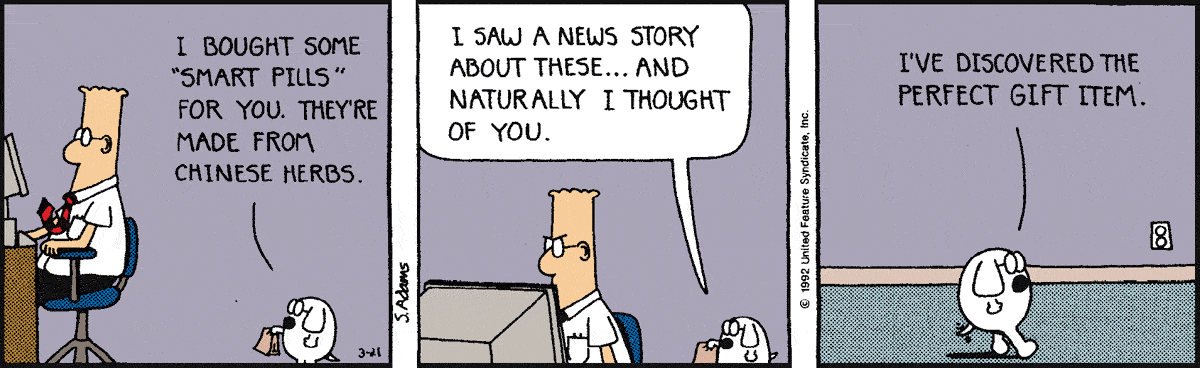 I BOUGHT SOME
"SMART PILLS"
FOR YOU. THEY'RE
MADE FROM
CHINESE HERBS.
3-21
S. Adams
I SAW A NEWS STORY
ABOUT THESE... AND
NATURALLY I THOUGHT
OF YOU.
© 1992 United Feature Syndicate, Inc.
I'VE DISCOVERED THE
PERFECT GIFT ITEM.